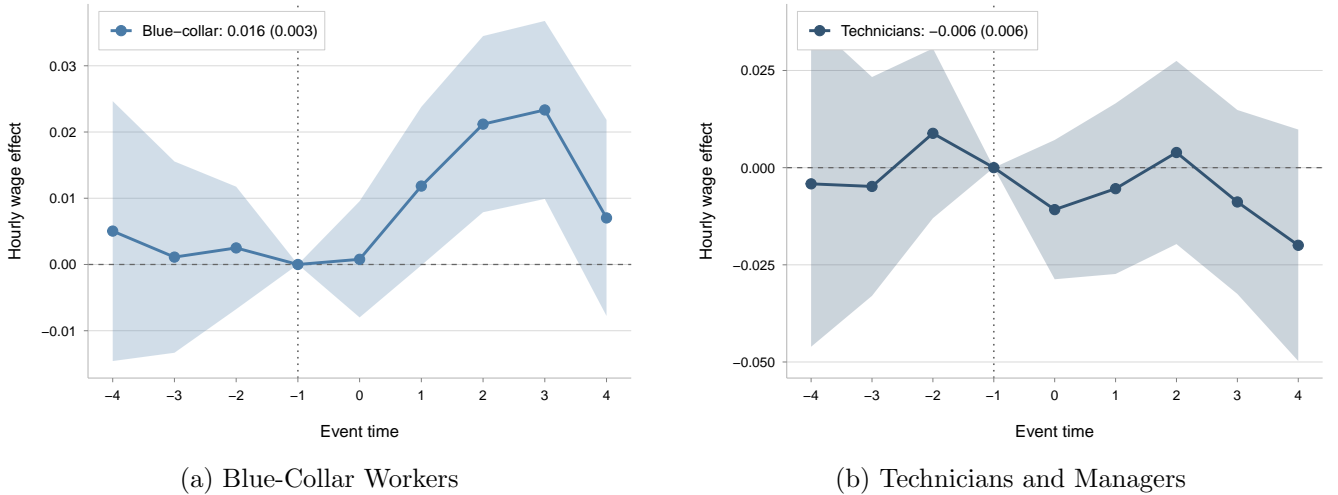 Blue−collar: 0.016 (0.003)
Hourly wage effect
0.03
0.02
0.01
0.00
−0.01
−4 −3 −2 −1 0 1 2 3 4
Event time
(a) Blue-Collar Workers
Technicians: −0.006 (0.006)
Hourly wage effect
0.025
0.000
−0.025
−0.050
−4 −3 −2 −1 0 1 2 3 4
Event time
(b) Technicians and Managers